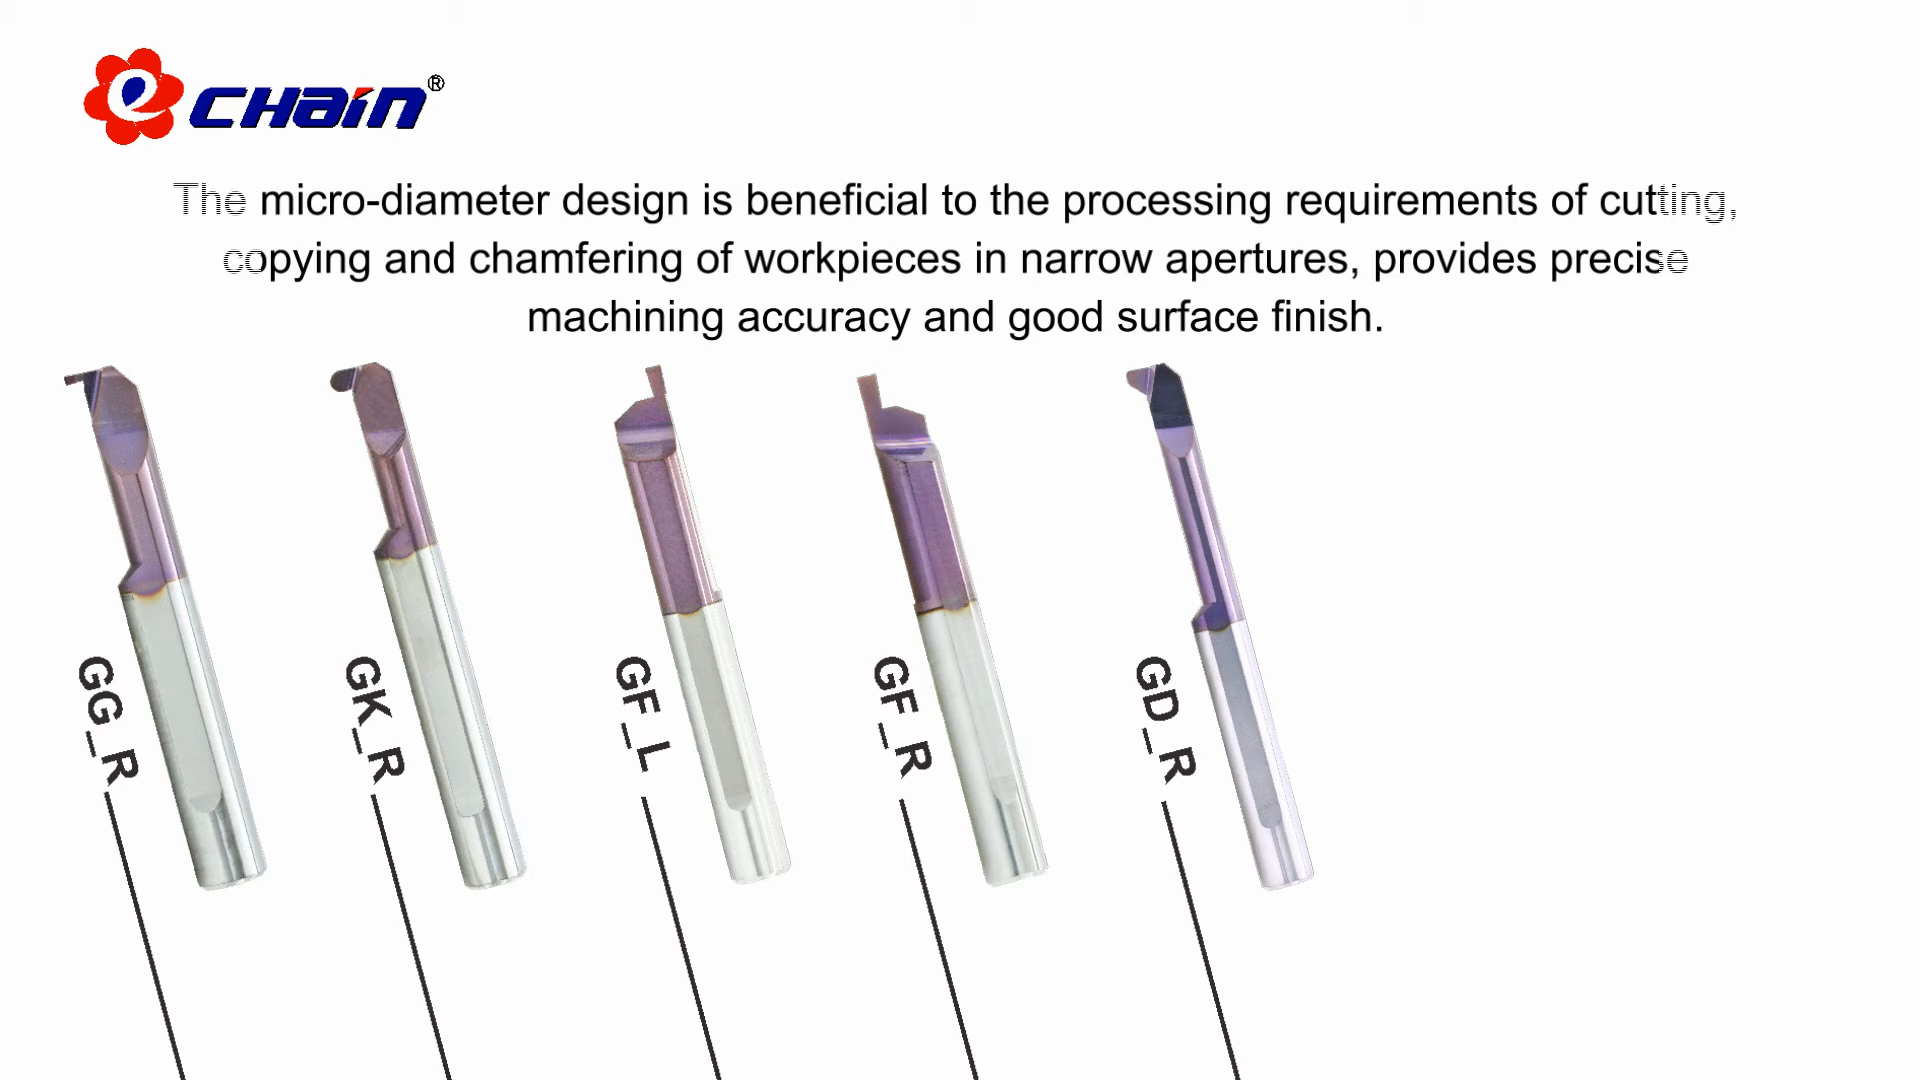 e CHain®
The micro-diameter design is beneficial to the processing requirements of cutting,
copying and chamfering of workpieces in narrow apertures, provides precise
machining accuracy and good surface finish.
GG_R
GK_R
GF_L
GF_R
GD_R